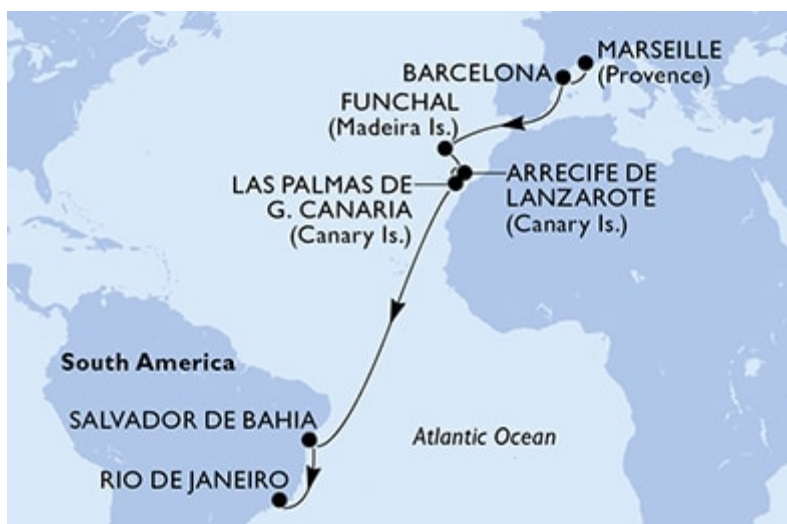 MARSEILLE
(Provence)
BARCELONA
FUNCHAL
(Madeira Is.)
ARRECIFE DE
LANZAROTE
(Canary Is.)
LAS PALMAS DE
G. CANARIA
(Canary Is.)
South America
SALVADOR DE BAHIA
Atlantic Ocean
RIO DE JANEIRO